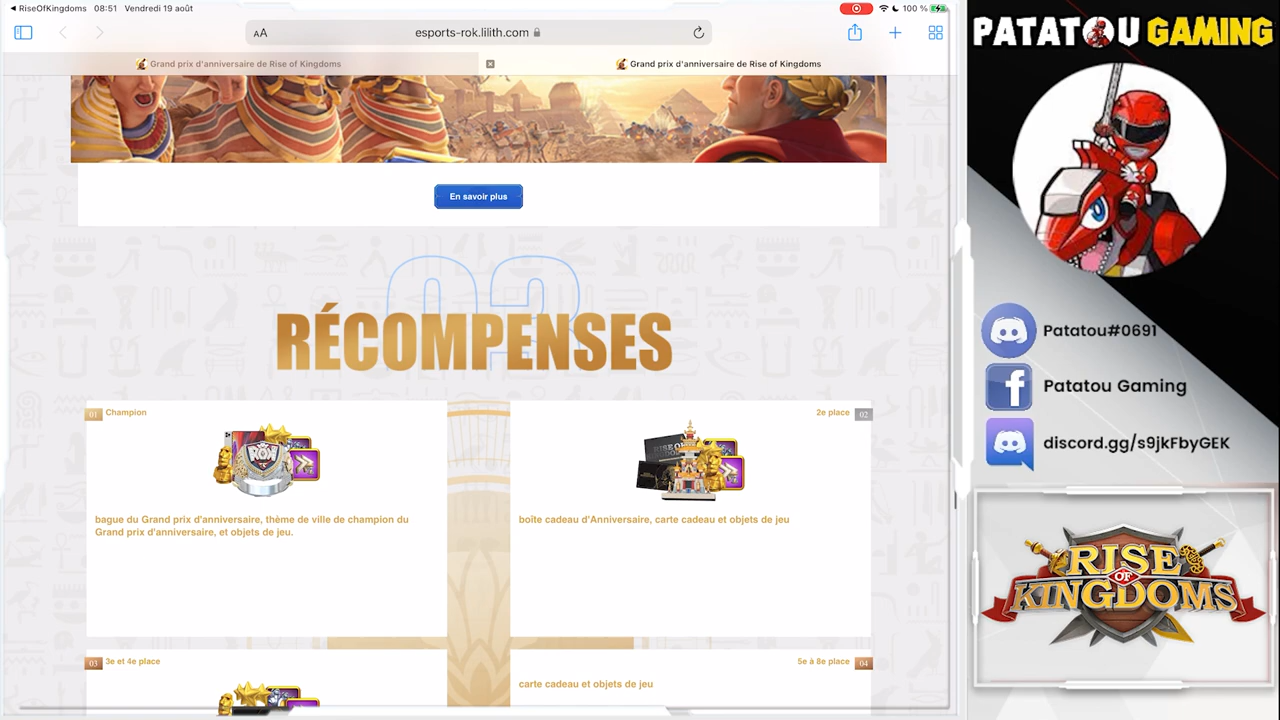 RiseOfKingdoms 08:51 Vendredi 19 août
100 %
AA
esports-rok.lilith.com
Grand prix d'anniversaire de Rise of Kingdoms
Grand prix d'anniversaire de Rise of Kingdoms
En savoir plus
03
RÉCOMPENSES
01 Champion
bague du Grand prix d'anniversaire, thème de ville de champion du
Grand prix d'anniversaire, et objets de jeu.
2e place 02
boîte cadeau d'Anniversaire, carte cadeau et objets de jeu
03 3e et 4e place
5e à 8e place 04
carte cadeau et objets de jeu
PATATOU GAMING
Patatou#0691
Patatou Gaming
discord.gg/s9jkFbyGEK
RISE
OF
KINGDOMS